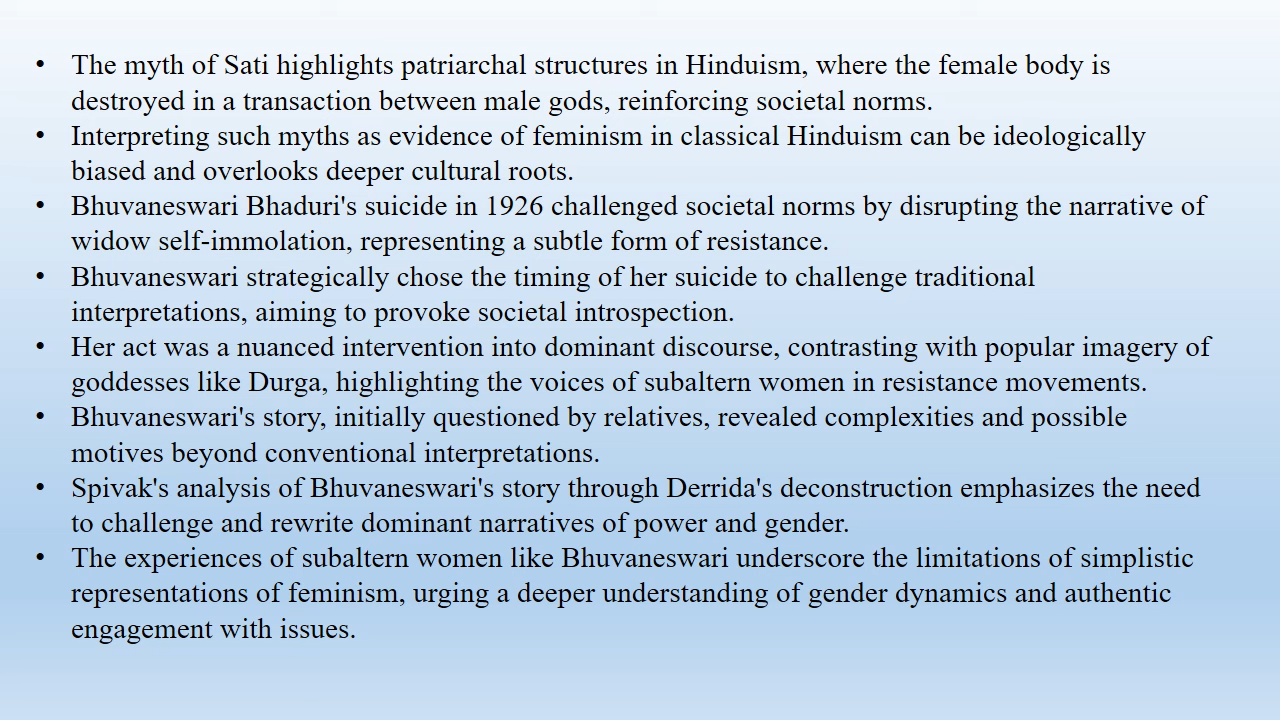 • The myth of Sati highlights patriarchal structures in Hinduism, where the female body is
destroyed in a transaction between male gods, reinforcing societal norms.
• Interpreting such myths as evidence of feminism in classical Hinduism can be ideologically
biased and overlooks deeper cultural roots.
• Bhuvaneswari Bhaduri's suicide in 1926 challenged societal norms by disrupting the narrative of
widow self-immolation, representing a subtle form of resistance.
• Bhuvaneswari strategically chose the timing of her suicide to challenge traditional
interpretations, aiming to provoke societal introspection.
• Her act was a nuanced intervention into dominant discourse, contrasting with popular imagery of
goddesses like Durga, highlighting the voices of subaltern women in resistance movements.
• Bhuvaneswari's story, initially questioned by relatives, revealed complexities and possible
motives beyond conventional interpretations.
• Spivak's analysis of Bhuvaneswari's story through Derrida's deconstruction emphasizes the need
to challenge and rewrite dominant narratives of power and gender.
• The experiences of subaltern women like Bhuvaneswari underscore the limitations of simplistic
representations of feminism, urging a deeper understanding of gender dynamics and authentic
engagement with issues.